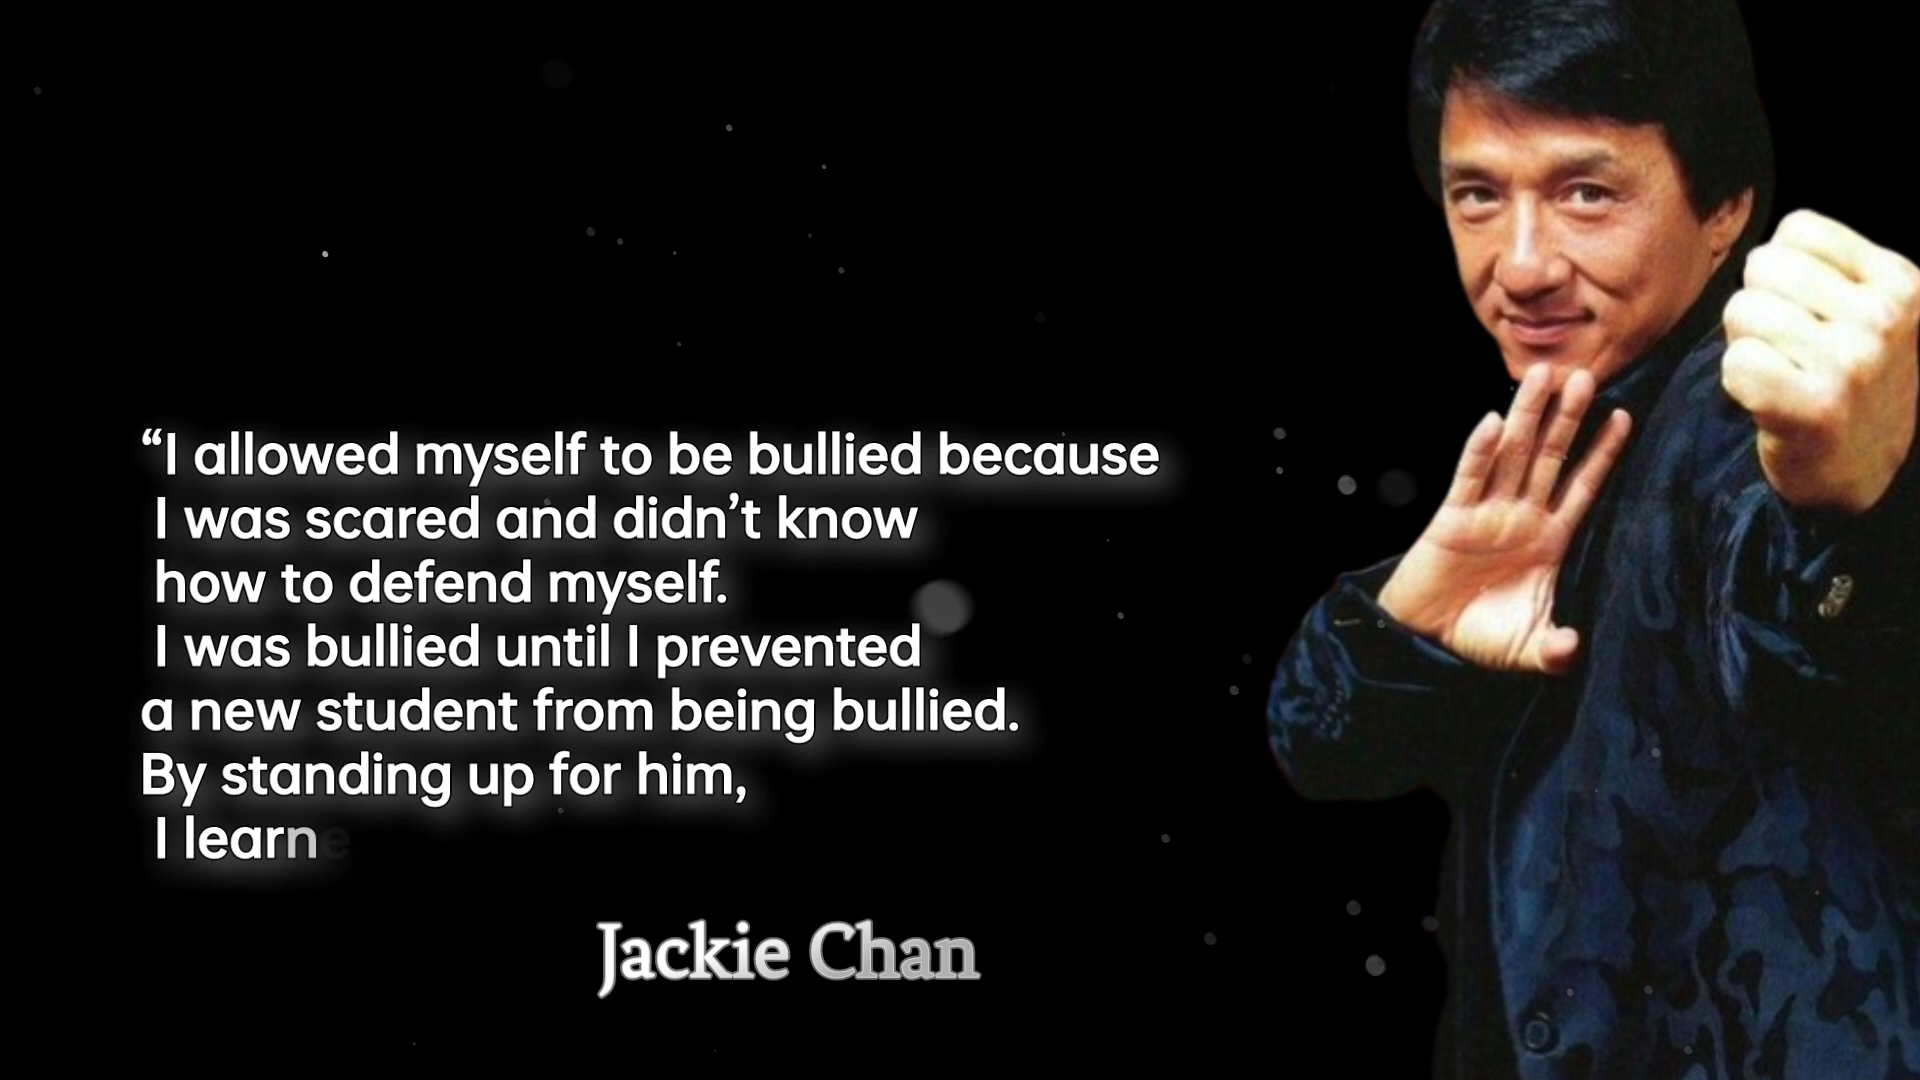 “I allowed myself to be bullied because
I was scared and didn’t know
how to defend myself.
I was bullied until I prevented
a new student from being bullied.
By standing up for him,
I learne
Jackie Chan